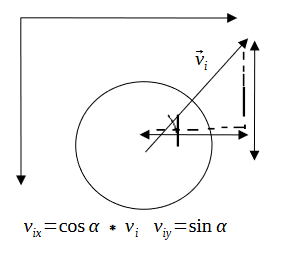 v⃗ᵢ
vᵢₓ=cos α * vᵢ vᵢᵧ=sin α